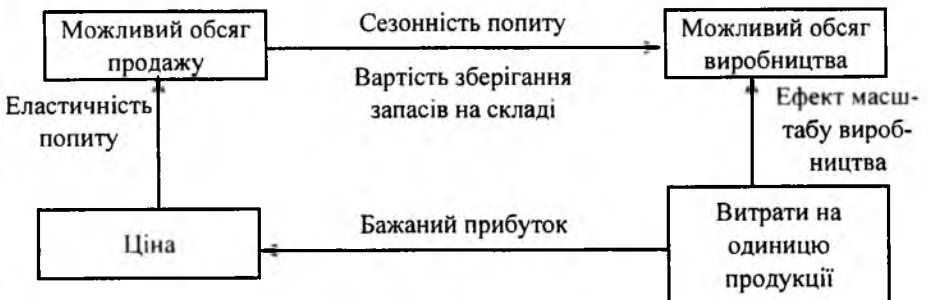 Можливий обсяг
продажу
Сезонність попиту
Вартість зберігання
запасів на складі
Можливий обсяг
виробництва
Еластичність
попиту
Ефект масш-
табу вироб-
ництва
Ціна
Бажаний прибуток
Витрати на
одиницю
продукції